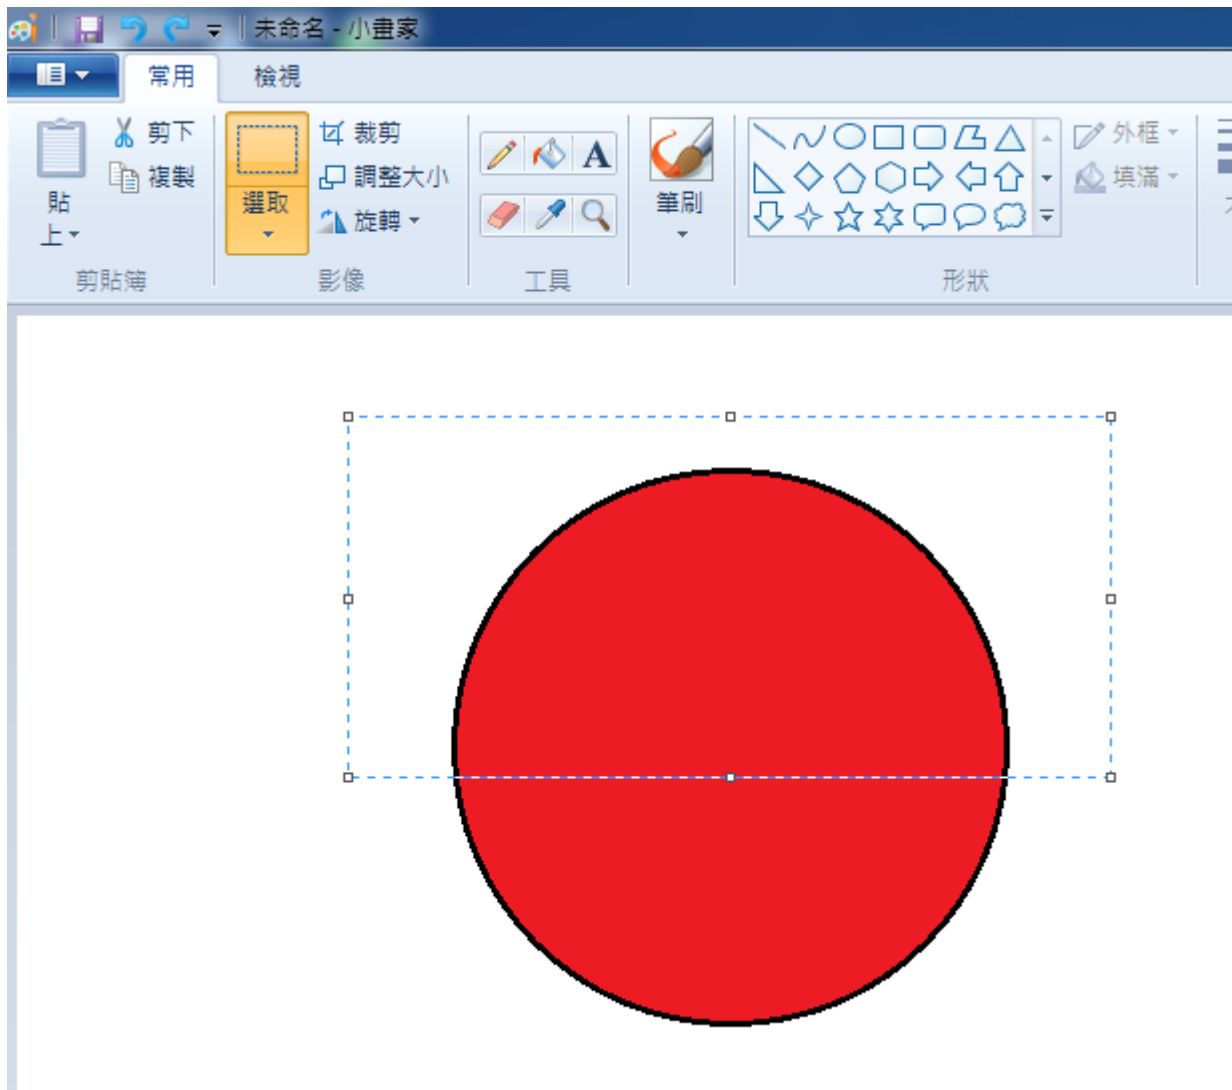 未命名 - 小畫家
常用 檢視
剪下
複製
貼上
剪貼簿
選取
裁剪
調整大小
旋轉
影像
A
工具
筆刷
外框
填滿
形狀